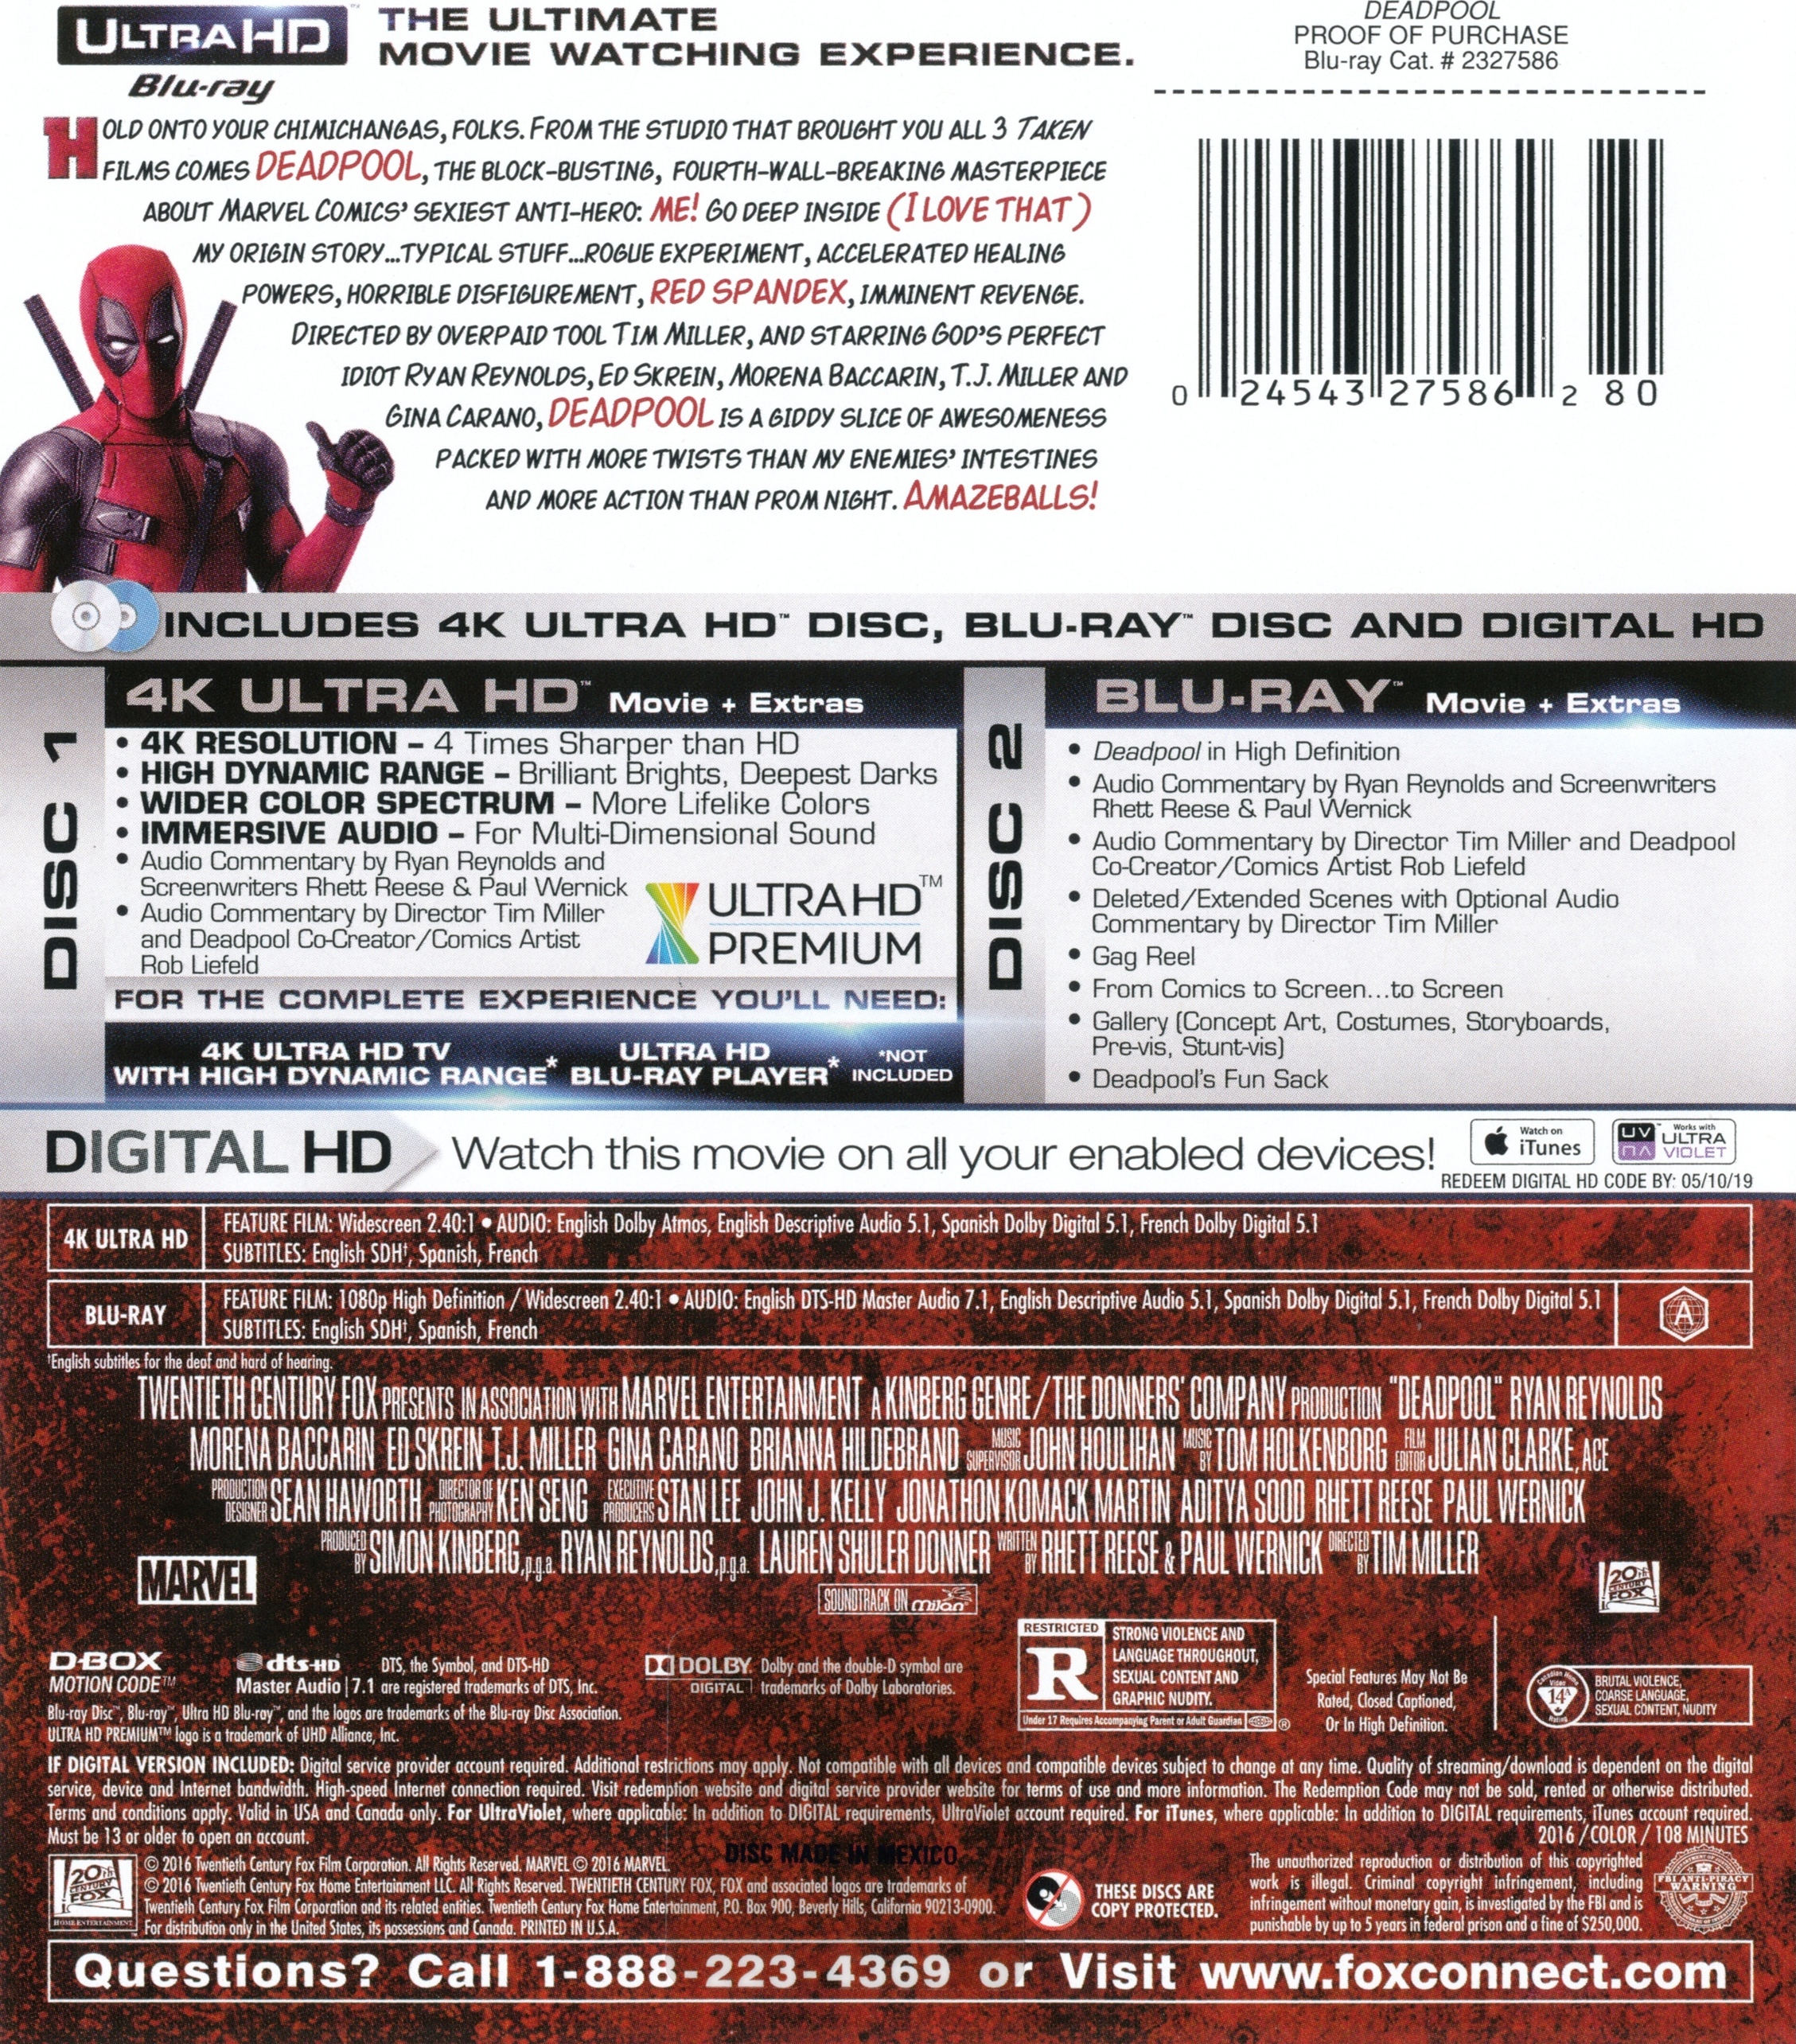 ULTRA HD™
Blu-ray
THE ULTIMATE
MOVIE WATCHING EXPERIENCE.
DEADPOOL
PROOF OF PURCHASE
Blu-ray Cat. # 2327586
HOLD ONTO YOUR CHIMICHANGAS, FOLKS. FROM THE STUDIO THAT BROUGHT YOU ALL 3 TAKEN
FILMS COMES DEADPOOL, THE BLOCK-BUSTING, FOURTH-WALL-BREAKING MASTERPIECE
ABOUT MARVEL COMICS' SEXIEST ANTI-HERO: ME! GO DEEP INSIDE (I LOVE THAT)
MY ORIGIN STORY...TYPICAL STUFF...ROGUE EXPERIMENT, ACCELERATED HEALING
POWERS, HORRIBLE DISFIGUREMENT, RED SPANDEX, IMMINENT REVENGE.
DIRECTED BY OVERPAID TOOL TIM MILLER, AND STARRING GOD'S PERFECT
IDIOT RYAN REYNOLDS, ED SKREIN, MORENA BACCARIN, T.J. MILLER AND
GINA CARANO, DEADPOOL IS A GIDDY SLICE OF AWESOMENESS
PACKED WITH MORE TWISTS THAN MY ENEMIES' INTESTINES
AND MORE ACTION THAN PROM NIGHT. AMAZEBALLS!
0 24543 27586 2 80
INCLUDES 4K ULTRA HD™ DISC, BLU-RAY™ DISC AND DIGITAL HD
DISC 1
4K ULTRA HD™ Movie + Extras
• 4K RESOLUTION – 4 Times Sharper than HD
• HIGH DYNAMIC RANGE – Brilliant Brights, Deepest Darks
• WIDER COLOR SPECTRUM – More Lifelike Colors
• IMMERSIVE AUDIO – For Multi-Dimensional Sound
• Audio Commentary by Ryan Reynolds and
Screenwriters Rhett Reese & Paul Wernick
• Audio Commentary by Director Tim Miller
and Deadpool Co-Creator/Comics Artist
Rob Liefeld
ULTRA HD™
PREMIUM
FOR THE COMPLETE EXPERIENCE YOU'LL NEED:
4K ULTRA HD TV
WITH HIGH DYNAMIC RANGE*
ULTRA HD
BLU-RAY PLAYER*
*NOT
INCLUDED
DISC 2
BLU-RAY™ Movie + Extras
• Deadpool in High Definition
• Audio Commentary by Ryan Reynolds and Screenwriters
Rhett Reese & Paul Wernick
• Audio Commentary by Director Tim Miller and Deadpool
Co-Creator/Comics Artist Rob Liefeld
• Deleted/Extended Scenes with Optional Audio
Commentary by Director Tim Miller
• Gag Reel
• From Comics to Screen...to Screen
• Gallery (Concept Art, Costumes, Storyboards,
Pre-vis, Stunt-vis)
• Deadpool's Fun Sack
DIGITAL HD
Watch this movie on all your enabled devices!
Watch on
iTunes
UV™
Works with
ULTRA
VIOLET
REDEEM DIGITAL HD CODE BY: 05/10/19
4K ULTRA HD
FEATURE FILM: Widescreen 2.40:1 • AUDIO: English Dolby Atmos, English Descriptive Audio 5.1, Spanish Dolby Digital 5.1, French Dolby Digital 5.1
SUBTITLES: English SDH†, Spanish, French
BLU-RAY
FEATURE FILM: 1080p High Definition / Widescreen 2.40:1 • AUDIO: English DTS-HD Master Audio 7.1, English Descriptive Audio 5.1, Spanish Dolby Digital 5.1, French Dolby Digital 5.1
SUBTITLES: English SDH†, Spanish, French
A
†English subtitles for the deaf and hard of hearing.
TWENTIETH CENTURY FOX PRESENTS IN ASSOCIATION WITH MARVEL ENTERTAINMENT A KINBERG GENRE/THE DONNERS' COMPANY PRODUCTION "DEADPOOL" RYAN REYNOLDS
MORENA BACCARIN ED SKREIN T.J. MILLER GINA CARANO BRIANNA HILDEBRAND MUSIC SUPERVISOR JOHN HOULIHAN MUSIC BY TOM HOLKENBORG FILM EDITOR JULIAN CLARKE, ACE
PRODUCTION DESIGNER SEAN HAWORTH DIRECTOR OF PHOTOGRAPHY KEN SENG EXECUTIVE PRODUCERS STAN LEE JOHN J. KELLY JONATHON KOMACK MARTIN ADITYA SOOD RHETT REESE PAUL WERNICK
PRODUCED BY SIMON KINBERG, p.g.a. RYAN REYNOLDS, p.g.a. LAUREN SHULER DONNER WRITTEN BY RHETT REESE & PAUL WERNICK DIRECTED BY TIM MILLER
MARVEL
SOUNDTRACK ON milan
20TH CENTURY FOX
D-BOX
MOTION CODE™
dts-HD
Master Audio | 7.1
DTS, the Symbol, and DTS-HD
are registered trademarks of DTS, Inc.
DOLBY
DIGITAL
Dolby and the double-D symbol are
trademarks of Dolby Laboratories.
Blu-ray Disc™, Blu-ray™, Ultra HD Blu-ray™, and the logos are trademarks of the Blu-ray Disc Association.
ULTRA HD PREMIUM™ logo is a trademark of UHD Alliance, Inc.
RESTRICTED
R
STRONG VIOLENCE AND
LANGUAGE THROUGHOUT,
SEXUAL CONTENT AND
GRAPHIC NUDITY.
Under 17 Requires Accompanying Parent or Adult Guardian ®
Special Features May Not Be
Rated, Closed Captioned,
Or In High Definition.
Canadian Home
Video
14A
Rating
BRUTAL VIOLENCE,
COARSE LANGUAGE,
SEXUAL CONTENT, NUDITY
IF DIGITAL VERSION INCLUDED: Digital service provider account required. Additional restrictions may apply. Not compatible with all devices and compatible devices subject to change at any time. Quality of streaming/download is dependent on the digital
service, device and Internet bandwidth. High-speed Internet connection required. Visit redemption website and digital service provider website for terms of use and more information. The Redemption Code may not be sold, rented or otherwise distributed.
Terms and conditions apply. Valid in USA and Canada only. For UltraViolet, where applicable: In addition to DIGITAL requirements, UltraViolet account required. For iTunes, where applicable: In addition to DIGITAL requirements, iTunes account required.
Must be 13 or older to open an account.
2016 / COLOR / 108 MINUTES
DISC MADE IN MEXICO
20TH CENTURY FOX
HOME ENTERTAINMENT
© 2016 Twentieth Century Fox Film Corporation. All Rights Reserved. MARVEL © 2016 MARVEL.
© 2016 Twentieth Century Fox Home Entertainment LLC. All Rights Reserved. TWENTIETH CENTURY FOX, FOX and associated logos are trademarks of
Twentieth Century Fox Film Corporation and its related entities. Twentieth Century Fox Home Entertainment, P.O. Box 900, Beverly Hills, California 90213-0900.
For distribution only in the United States, its possessions and Canada. PRINTED IN U.S.A.
THESE DISCS ARE
COPY PROTECTED.
The unauthorized reproduction or distribution of this copyrighted
work is illegal. Criminal copyright infringement, including
infringement without monetary gain, is investigated by the FBI and is
punishable by up to 5 years in federal prison and a fine of $250,000.
FBI ANTI-PIRACY
WARNING
Questions? Call 1-888-223-4369 or Visit www.foxconnect.com